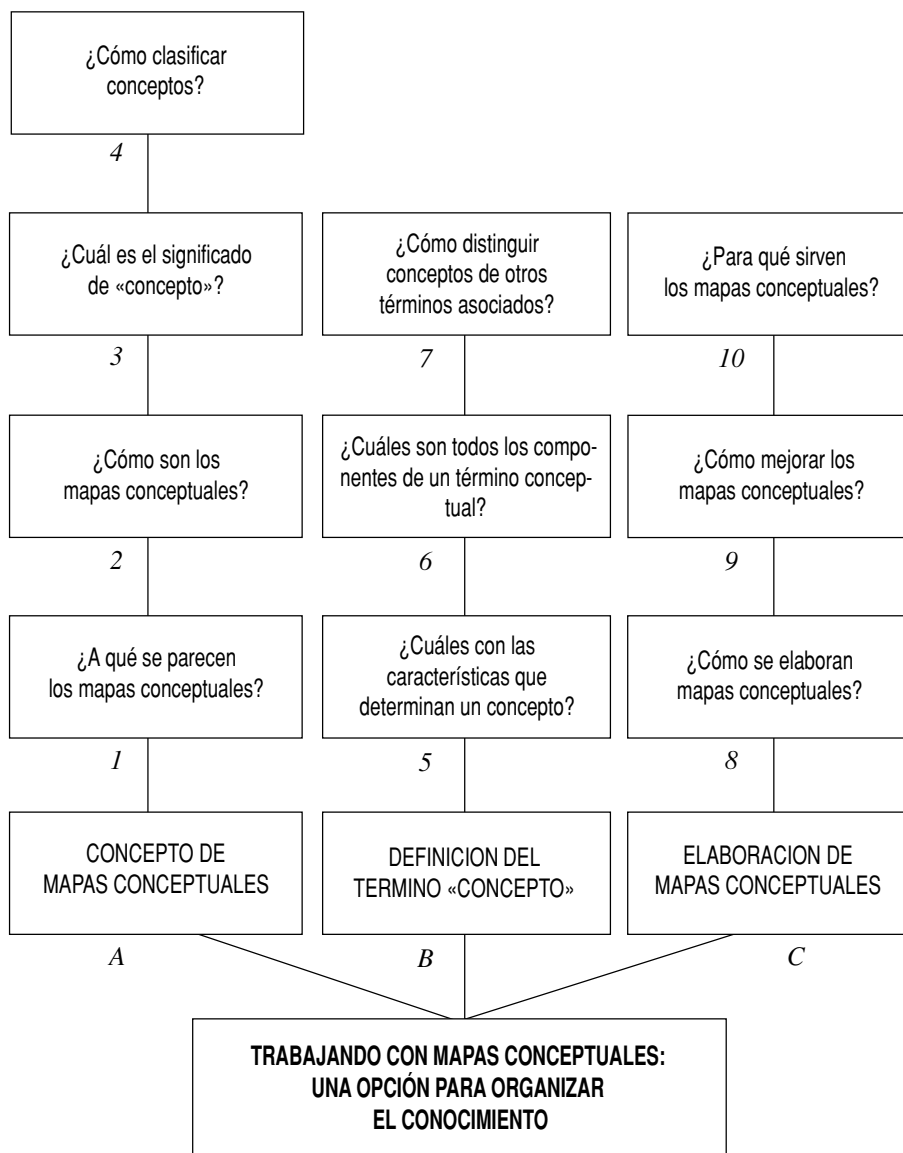 ¿Cómo clasificar
conceptos?
4
¿Cuál es el significado
de «concepto»?
3
¿Cómo distinguir
conceptos de otros
términos asociados?
7
¿Para qué sirven
los mapas conceptuales?
10
¿Cómo son los
mapas conceptuales?
2
¿Cuáles son todos los compo-
nentes de un término concep-
tual?
6
¿Cómo mejorar los
mapas conceptuales?
9
¿A qué se parecen
los mapas conceptuales?
1
¿Cuáles con las
características que
determinan un concepto?
5
¿Cómo se elaboran
mapas conceptuales?
8
CONCEPTO DE
MAPAS CONCEPTUALES
A
DEFINICION DEL
TERMINO «CONCEPTO»
B
ELABORACION DE
MAPAS CONCEPTUALES
C
TRABAJANDO CON MAPAS CONCEPTUALES:
UNA OPCIÓN PARA ORGANIZAR
EL CONOCIMIENTO